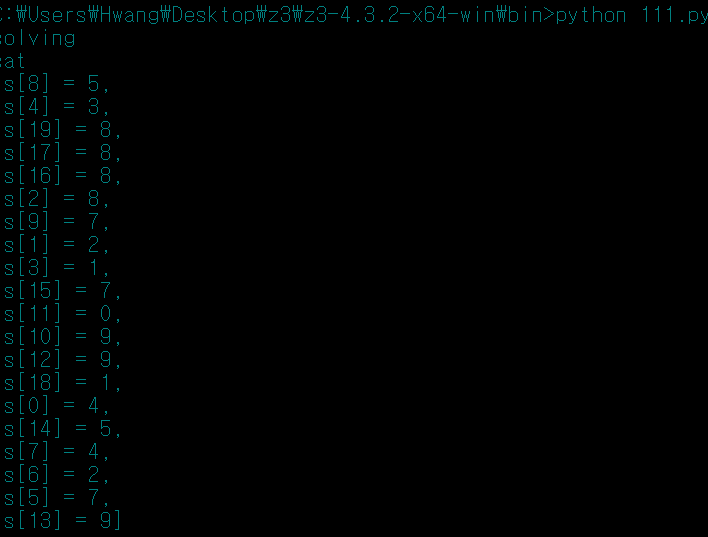 C:₩Users₩Hwang₩Desktop₩z3₩z3-4.3.2-x64-win₩bin>python 111.py
solving
sat
s[8] = 5,
s[4] = 3,
s[19] = 8,
s[17] = 8,
s[16] = 8,
s[2] = 8,
s[9] = 7,
s[1] = 2,
s[3] = 1,
s[15] = 7,
s[11] = 0,
s[10] = 9,
s[12] = 9,
s[18] = 1,
s[0] = 4,
s[14] = 5,
s[7] = 4,
s[6] = 2,
s[5] = 7,
s[13] = 9]